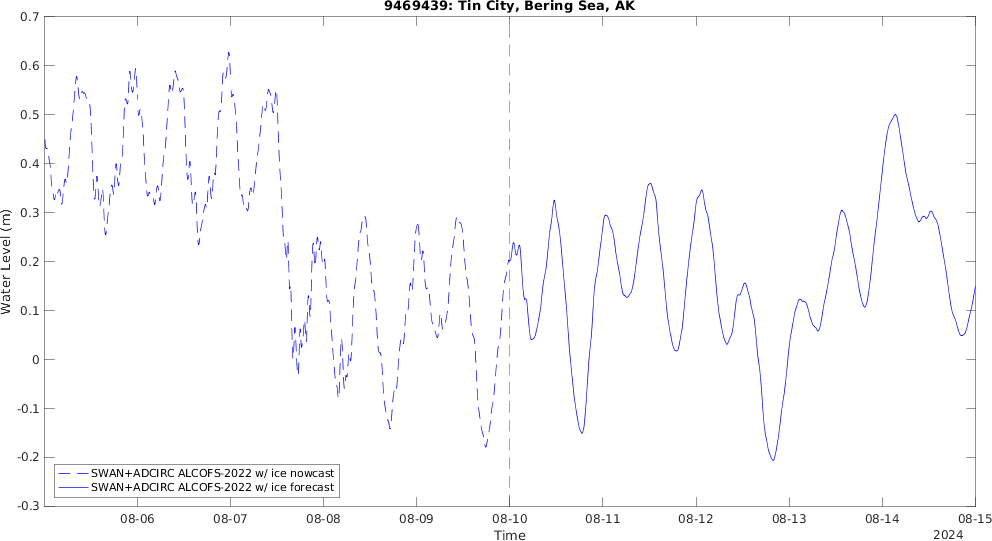 9469439: Tin City, Bering Sea, AK
Water Level (m)
0.7
0.6
0.5
0.4
0.3
0.2
0.1
0
-0.1
-0.2
-0.3
SWAN+ADCIRC ALCOFS-2022 w/ ice nowcast
SWAN+ADCIRC ALCOFS-2022 w/ ice forecast
08-06 08-07 08-08 08-09 08-10 08-11 08-12 08-13 08-14 08-15
Time
2024